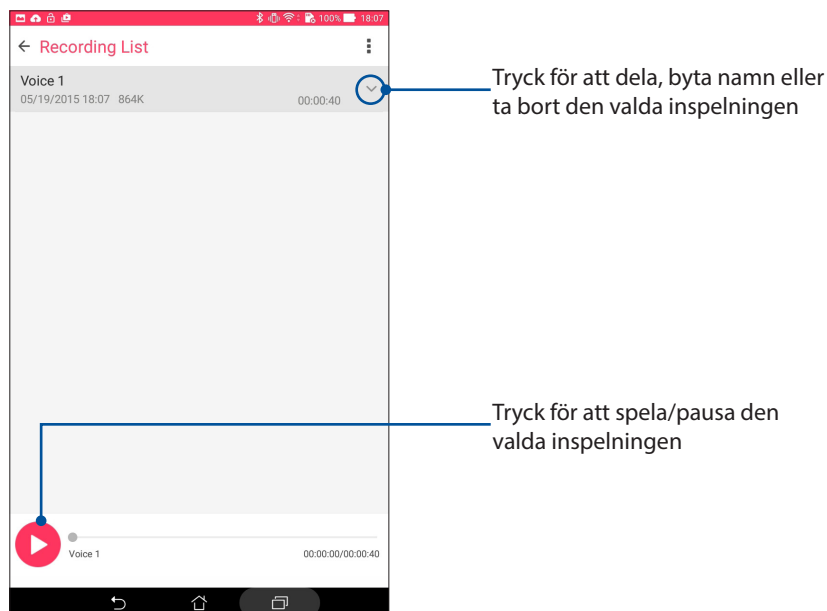 100% 18:07
Recording List
Voice 1
05/19/2015 18:07 864K 00:00:40
Tryck för att dela, byta namn eller
ta bort den valda inspelningen
Tryck för att spela/pausa den
valda inspelningen
Voice 1 00:00:00/00:00:40